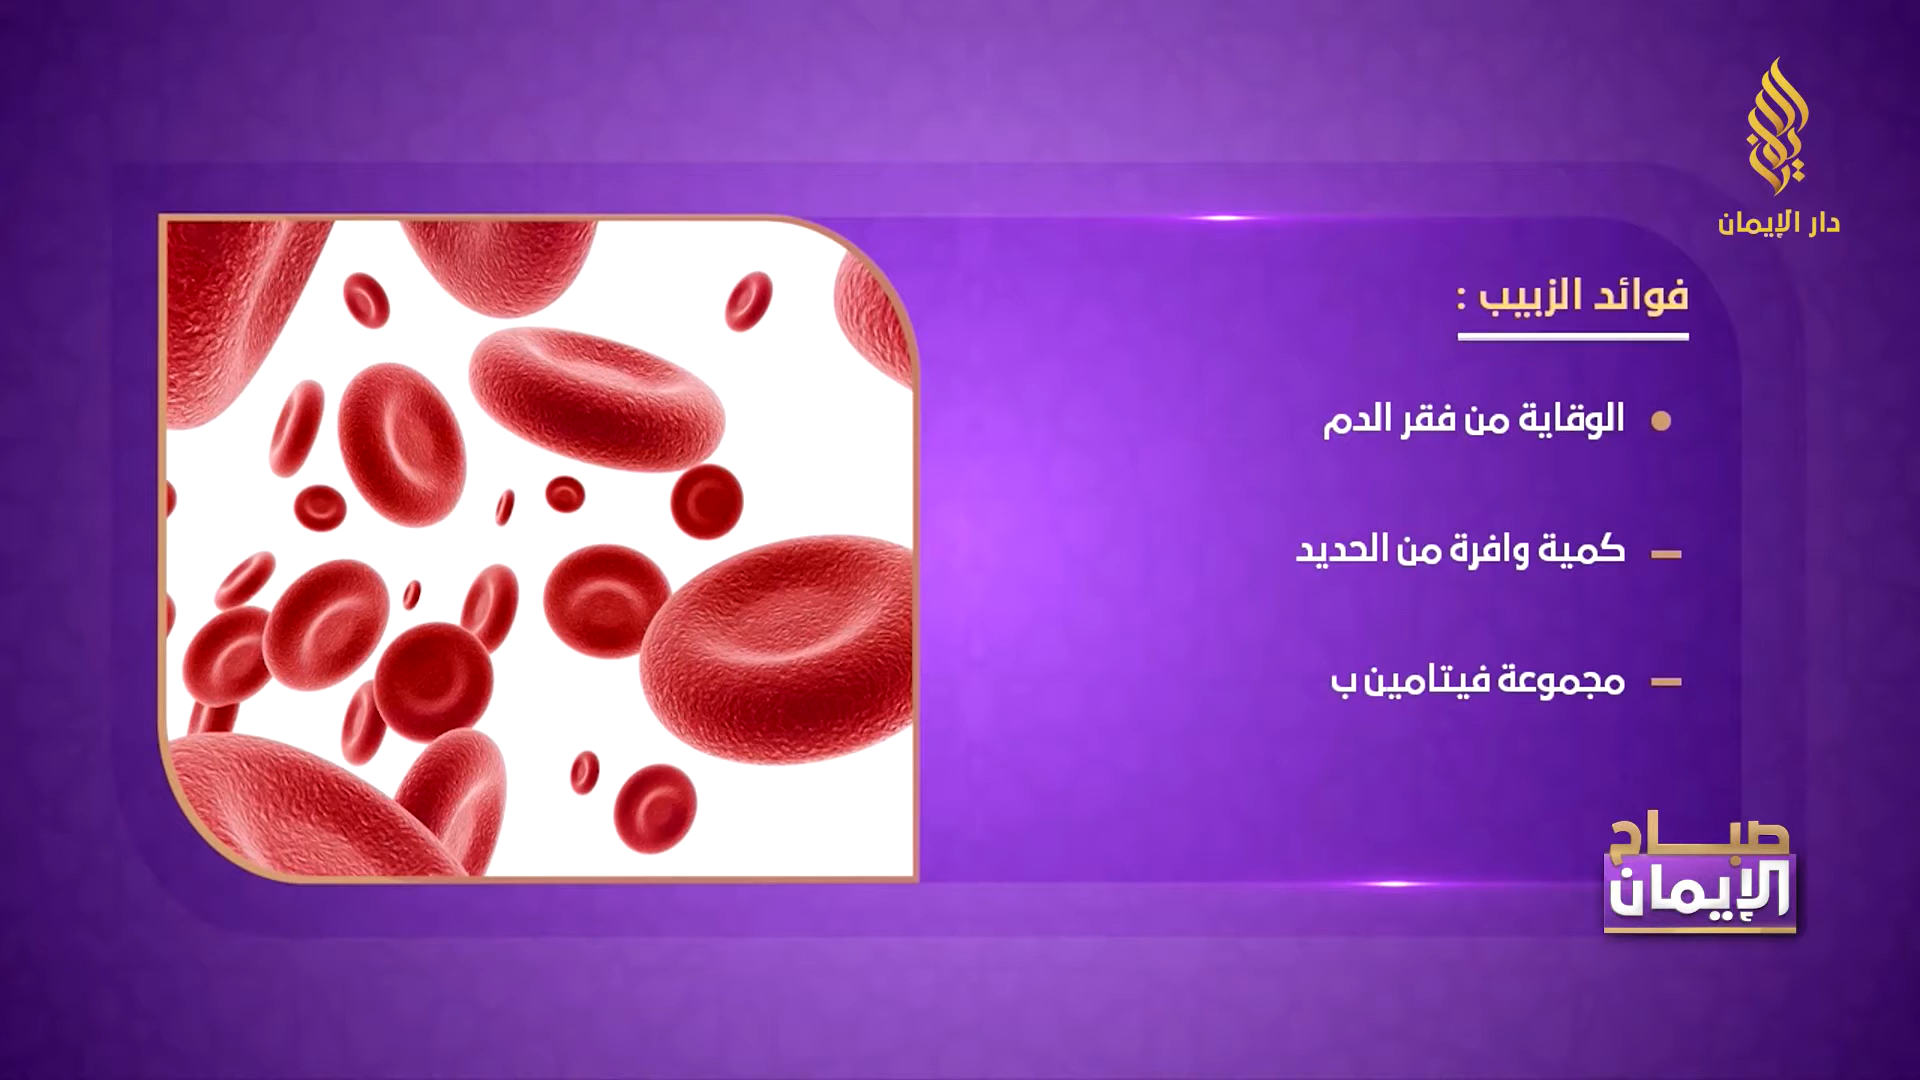 دار الإيمان
فوائد الزبيب :
الوقاية من فقر الدم
كمية وافرة من الحديد
مجموعة فيتامين ب
صباح
الإيمان